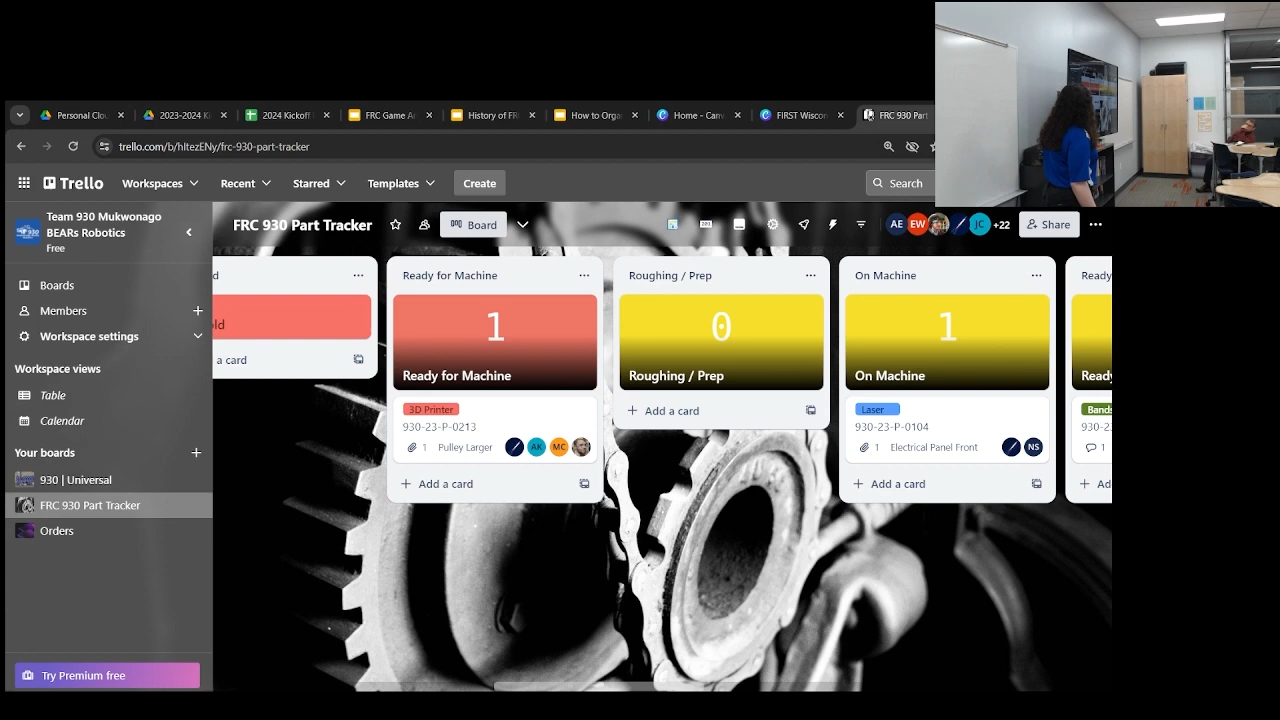 Personal Clou
2023-2024 Ki
2024 Kickoff
FRC Game An
History of FR
How to Orga
Home - Canv
FIRST Wiscon
FRC 930 Part
trello.com/b/hItezENy/frc-930-part-tracker
Trello
Workspaces
Recent
Starred
Templates
Create
Search
Team 930 Mukwonago
BEARs Robotics
Free
FRC 930 Part Tracker
Board
AE
EW
JC
+22
Share
Boards
Members
Workspace settings
Workspace views
Table
Calendar
Your boards
930 | Universal
FRC 930 Part Tracker
Orders
Try Premium free
d
ld
a card
Ready for Machine
1
Ready for Machine
3D Printer
930-23-P-0213
1
Pulley Larger
AK
MC
Add a card
Roughing / Prep
0
Roughing / Prep
Add a card
On Machine
1
On Machine
Laser
930-23-P-0104
1
Electrical Panel Front
NS
Add a card
Ready
Ready
Bands
930-2
1
Ad